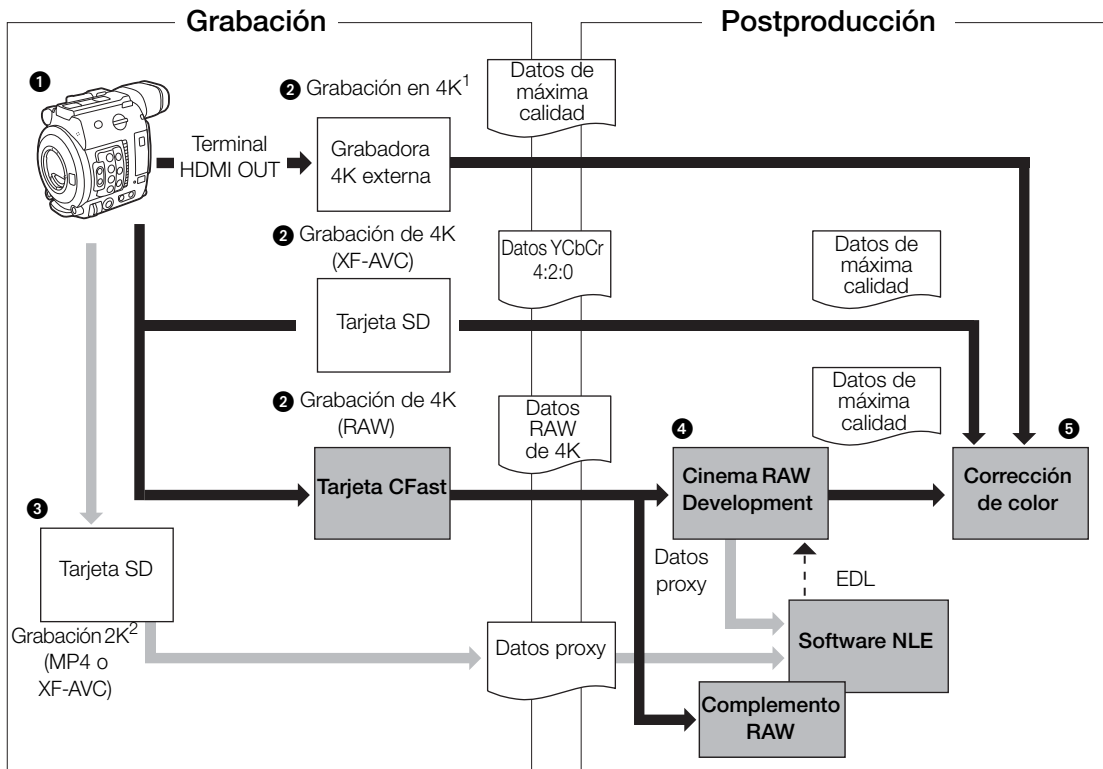 Grabación
Postproducción
❶
❷ Grabación en 4K¹
Datos de
máxima
calidad
Terminal
HDMI OUT
Grabadora
4K externa
❷ Grabación de 4K
(XF-AVC)
Datos YCbCr
4:2:0
Datos de
máxima
calidad
Tarjeta SD
❷ Grabación de 4K
(RAW)
Datos
RAW
de 4K
Datos de
máxima
calidad
❹
❺
Tarjeta CFast
Cinema RAW
Development
Corrección
de color
❸
Tarjeta SD
Datos
proxy
EDL
Grabación 2K²
(MP4 o
XF-AVC)
Datos proxy
Software NLE
Complemento
RAW